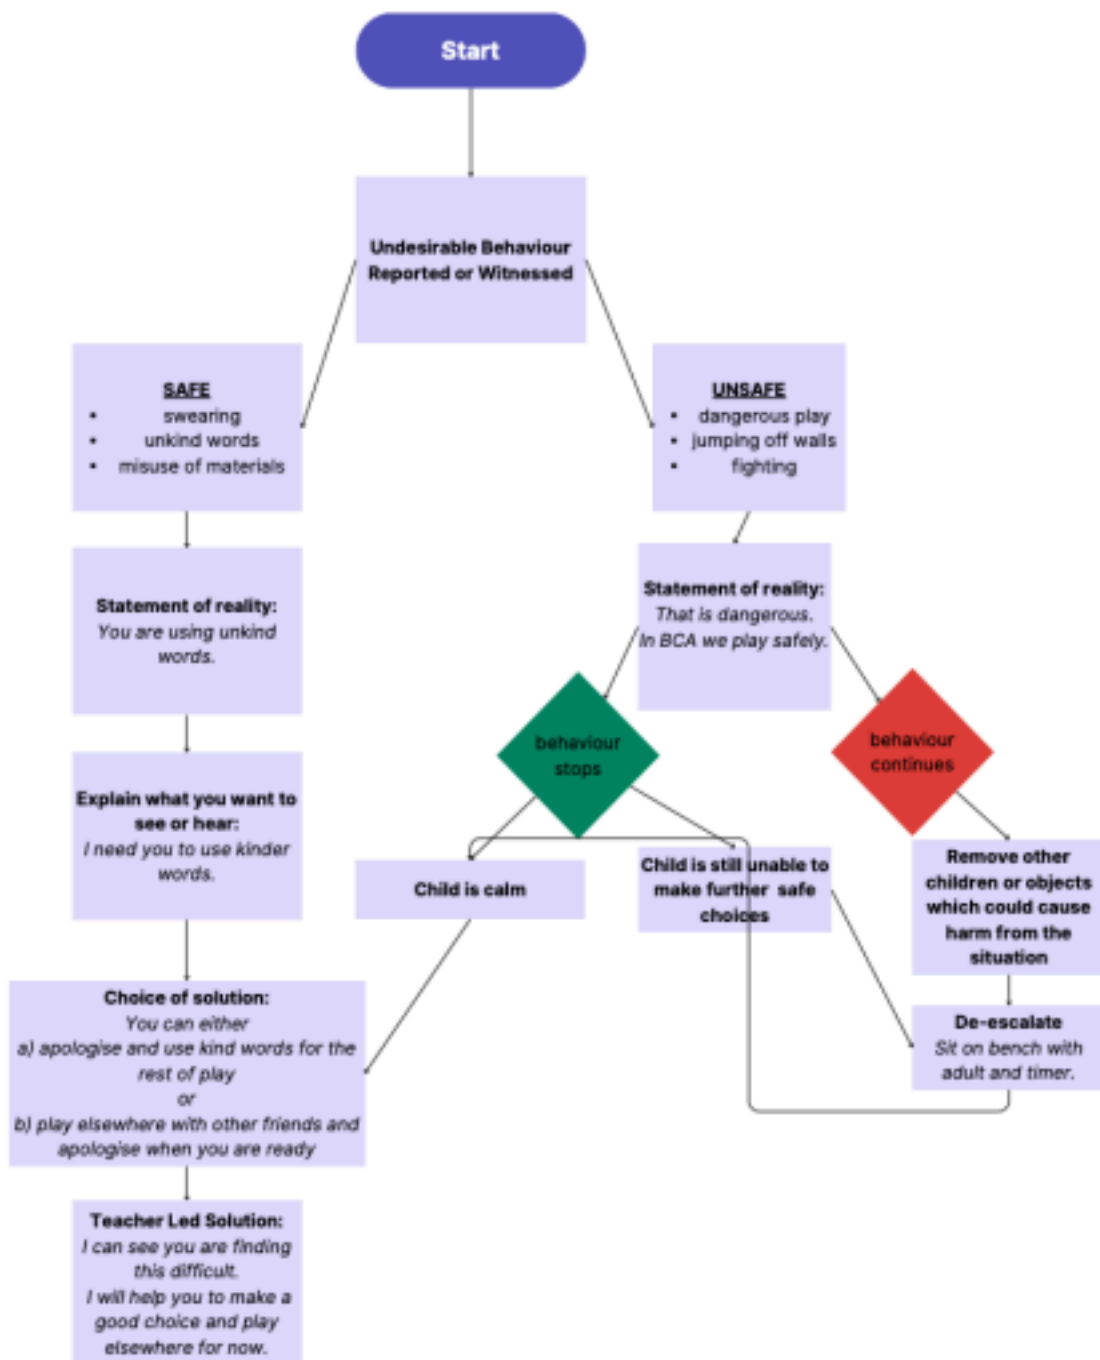 Start
Undesirable Behaviour
Reported or Witnessed
SAFE
• swearing
• unkind words
• misuse of materials
UNSAFE
• dangerous play
• jumping off walls
• fighting
Statement of reality:
You are using unkind
words.
Statement of reality:
That is dangerous.
In BCA we play safely.
behaviour
stops
behaviour
continues
Explain what you want to
see or hear:
I need you to use kinder
words.
Child is calm
Child is still unable to
make further safe
choices
Remove other
children or objects
which could cause
harm from the
situation
Choice of solution:
You can either
a) apologise and use kind words for the
rest of play
or
b) play elsewhere with other friends and
apologise when you are ready
De-escalate
Sit on bench with
adult and timer.
Teacher Led Solution:
I can see you are finding
this difficult.
I will help you to make a
good choice and play
elsewhere for now.